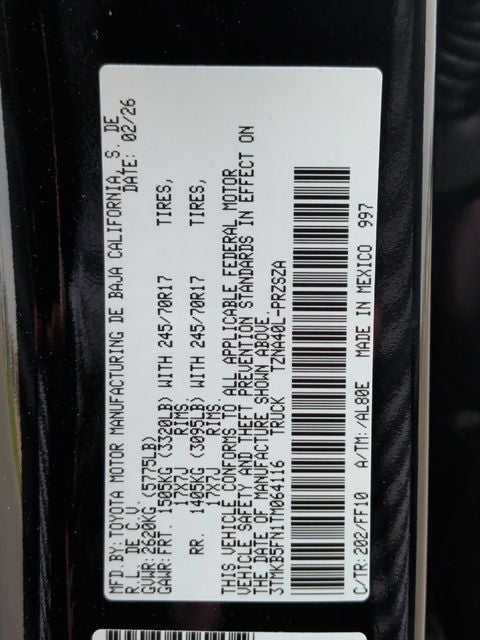 MFD.BY:TOYOTA MOTOR MANUFACTURING DE BAJA CALIFORNIA, S. DE
R.L. DE C.V. DATE: 02/26
GVWR:2620KG (5775LB)
GAWR:FRT. 1505KG (3320LB) WITH 245/70R17 TIRES,
17X7J RIMS
RR. 1405KG (3095LB) WITH 245/70R17 TIRES,
17X7J RIMS.
THIS VEHICLE CONFORMS TO ALL APPLICABLE FEDERAL MOTOR
VEHICLE SAFETY AND THEFT PREVENTION STANDARDS IN EFFECT ON
THE DATE OF MANUFACTURE SHOWN ABOVE.
3TMKB5FN1TM064116 TRUCK TZNA40L-PRZSZA
C/TR:202/FF10 A/TM:/AL80E MADE IN MEXICO 997